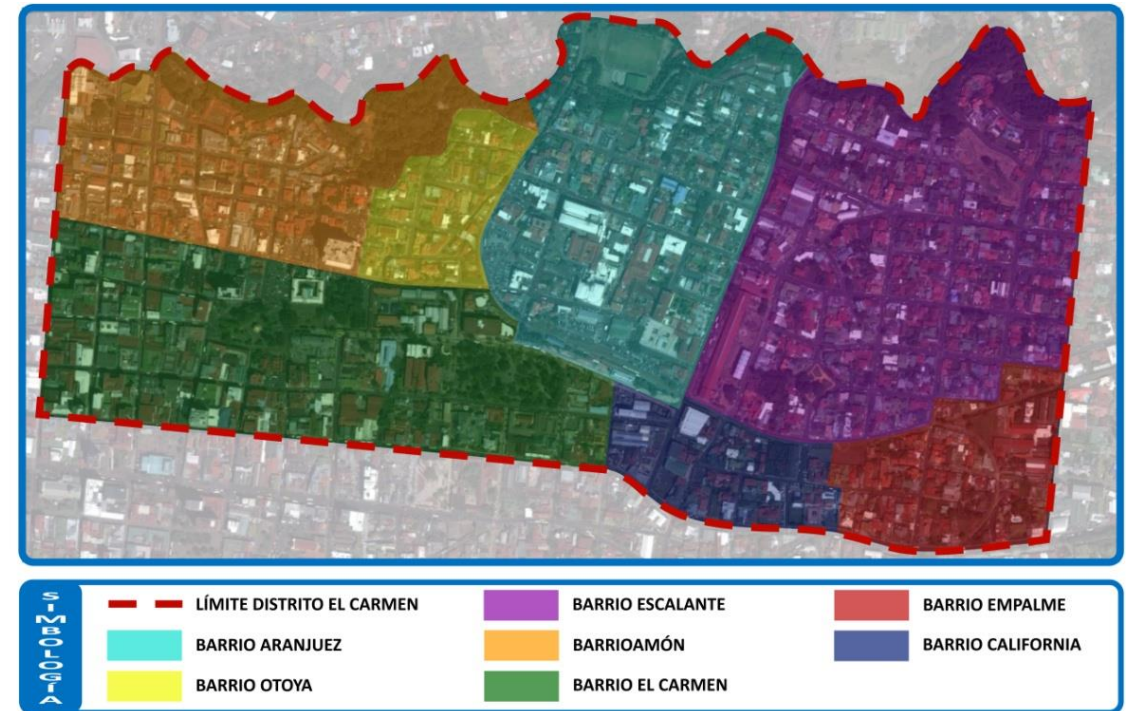 SIMBOLOGÍA
LÍMITE DISTRITO EL CARMEN
BARRIO ARANJUEZ
BARRIO OTOYA
BARRIO ESCALANTE
BARRIOAMÓN
BARRIO EL CARMEN
BARRIO EMPALME
BARRIO CALIFORNIA